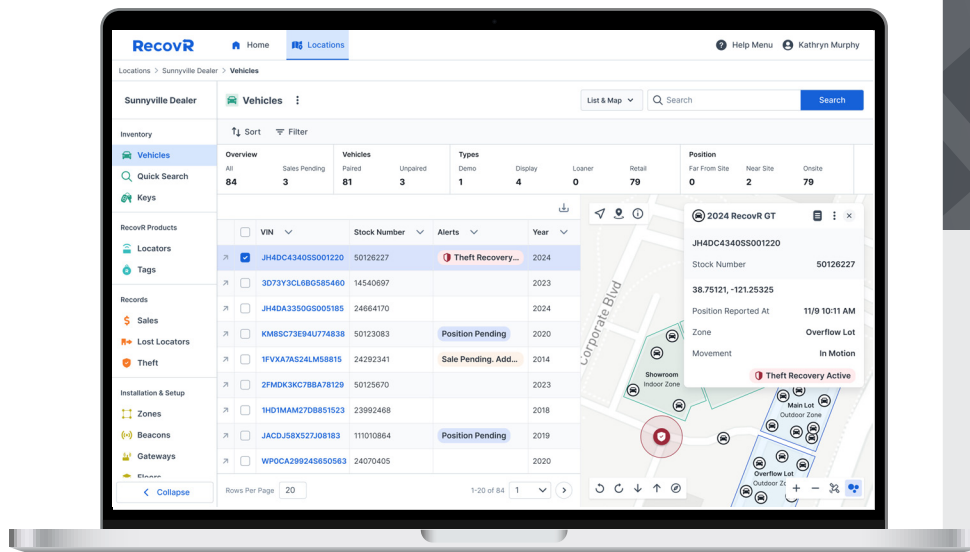 RecovR
Home
Locations
Help Menu
Kathryn Murphy
Locations > Sunnyville Dealer > Vehicles
Sunnyville Dealer
Vehicles
List & Map
Search
Search
Inventory
Vehicles
Quick Search
Keys
RecovR Products
Locators
Tags
Records
Sales
Lost Locators
Theft
Installation & Setup
Zones
Beacons
Gateways
Floors
Collapse
Sort
Filter
Overview
Vehicles
Types
Position
All
Sales Pending
Paired
Unpaired
Demo
Display
Loaner
Retail
Far From Site
Near Site
Onsite
84
3
81
3
1
4
0
79
0
2
79
VIN
Stock Number
Alerts
Year
JH4DC4340SS001220 50126227 Theft Recovery... 2024
3D73Y3CL6BG585460 14540697 2023
JH4DA3350GS005185 24664170 2024
KM8SC73E94U774838 50123083 Position Pending 2020
1FVXA7AS24LM58815 24292341 Sale Pending. Add... 2014
2FMDK3KC7BBA78129 50125670 2023
1HD1MAM27DB851523 23992468 2018
JACDJ58X527J08183 111010864 Position Pending 2019
WP0CA29924S650563 24070405 2020
Rows Per Page 20
1-20 of 84 1
2024 RecovR GT
JH4DC4340SS001220
Stock Number 50126227
38.75121, -121.25325
Position Reported At 11/9 10:11 AM
Zone Overflow Lot
Movement In Motion
Theft Recovery Active
Corporate Blvd
Showroom
Indoor Zone
Main Lot
Outdoor Zone
Overflow Lot
Outdoor Zo